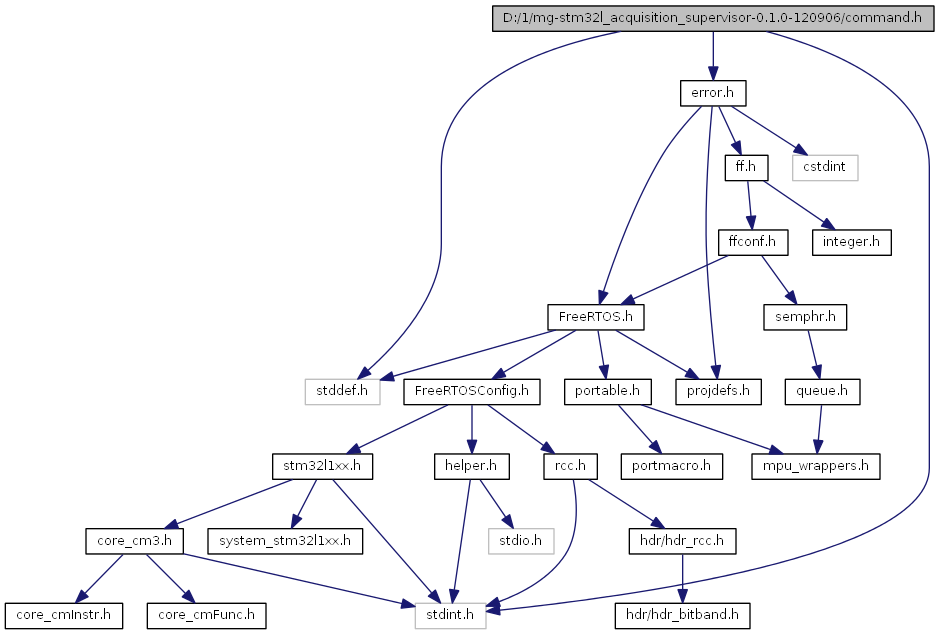 D:/1/mg-stm32l_acquisition_supervisor-0.1.0-120906/command.h
error.h
ff.h
cstdint
ffconf.h
integer.h
FreeRTOS.h
semphr.h
stddef.h
FreeRTOSConfig.h
portable.h
projdefs.h
queue.h
stm32l1xx.h
helper.h
rcc.h
portmacro.h
mpu_wrappers.h
core_cm3.h
system_stm32l1xx.h
stdio.h
hdr/hdr_rcc.h
core_cmInstr.h
core_cmFunc.h
stdint.h
hdr/hdr_bitband.h